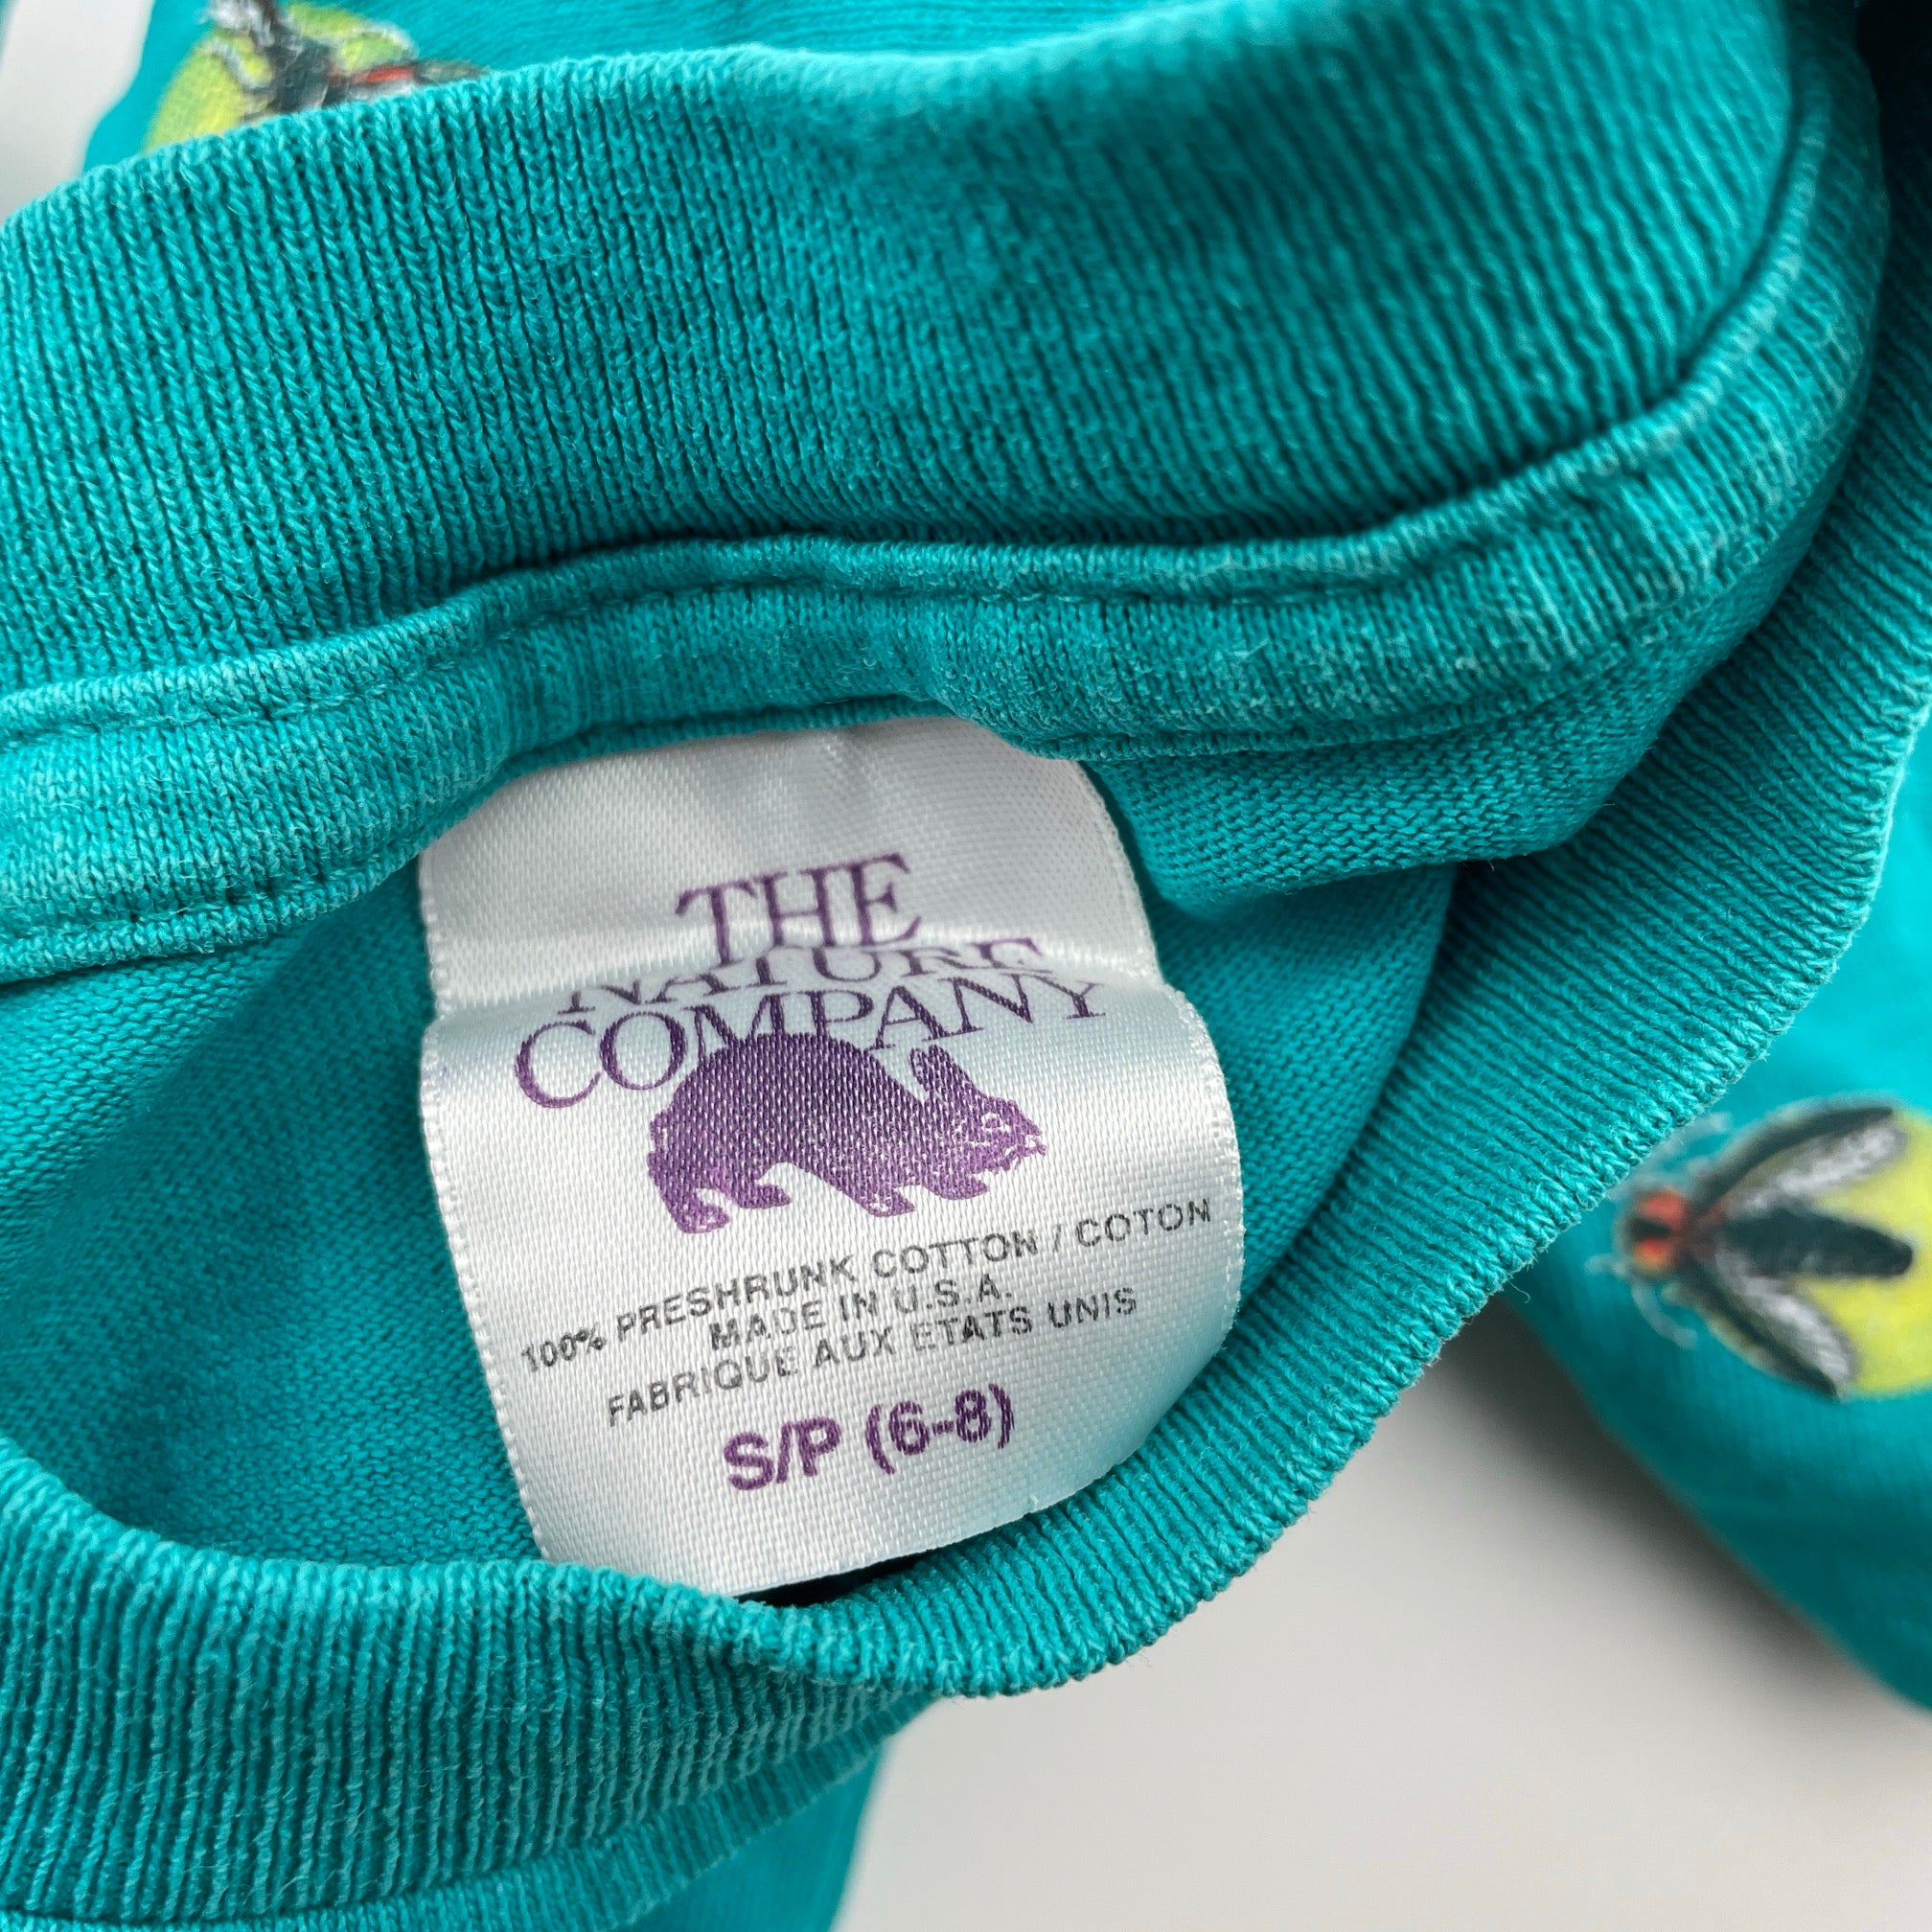 THE
NATURE
COMPANY
100% PRESHRUNK COTTON / COTON
MADE IN U.S.A.
FABRIQUE AUX ETATS UNIS
S/P (6-8)